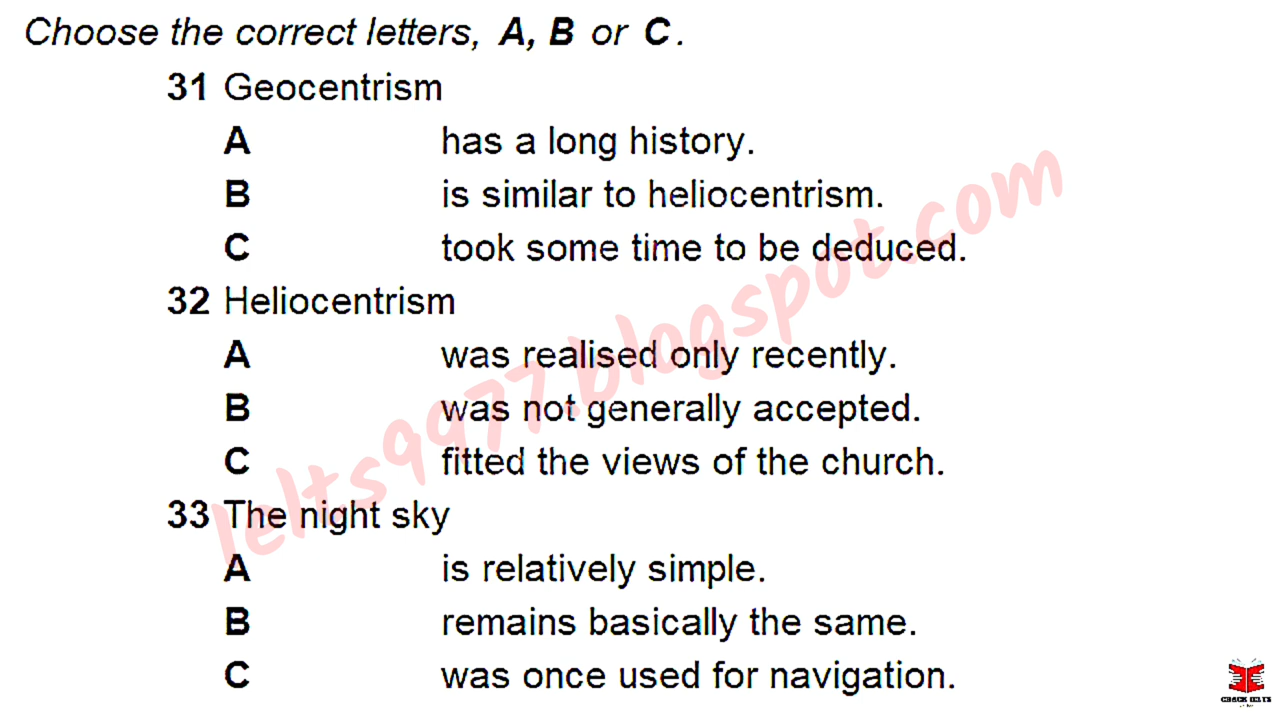 Choose the correct letters, A, B or C.
31 Geocentrism
A has a long history.
B is similar to heliocentrism.
C took some time to be deduced.
32 Heliocentrism
A was realised only recently.
B was not generally accepted.
C fitted the views of the church.
33 The night sky
A is relatively simple.
B remains basically the same.
C was once used for navigation.
Ielts9977.blogspot.com